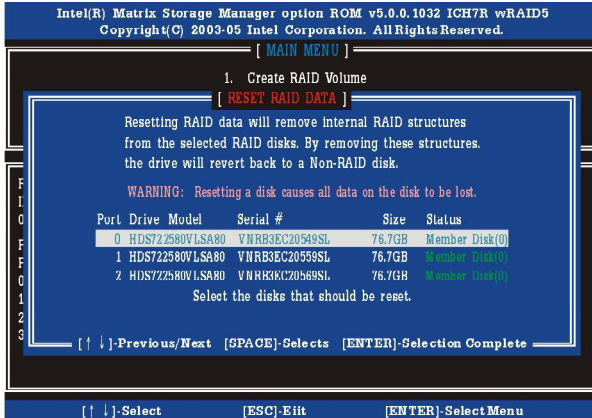 Intel(R) Matrix Storage Manager option ROM v5.0.0.1032 ICH7R wRAID5
Copyright(C) 2003-05 Intel Corporation. All Rights Reserved.
[ MAIN MENU ]
1. Create RAID Volume
[ RESET RAID DATA ]
Resetting RAID data will remove internal RAID structures
from the selected RAID disks. By removing these structures.
the drive will revert back to a Non-RAID disk.
WARNING: Resetting a disk causes all data on the disk to be lost.
Port Drive Model Serial # Size Status
0 HDS722580VLSA80 VNRB3EC20549SL 76.7GB Member Disk(0)
1 HDS722580VLSA80 VNRB3EC20559SL 76.7GB Member Disk(0)
2 HDS722580VLSA80 VNRB3EC20569SL 76.7GB Member Disk(0)
Select the disks that should be reset.
[↑ ↓]-Previous/Next [SPACE]-Selects [ENTER]-Selection Complete
[↑ ↓]-Select [ESC]-Eiit [ENTER]-Select Menu